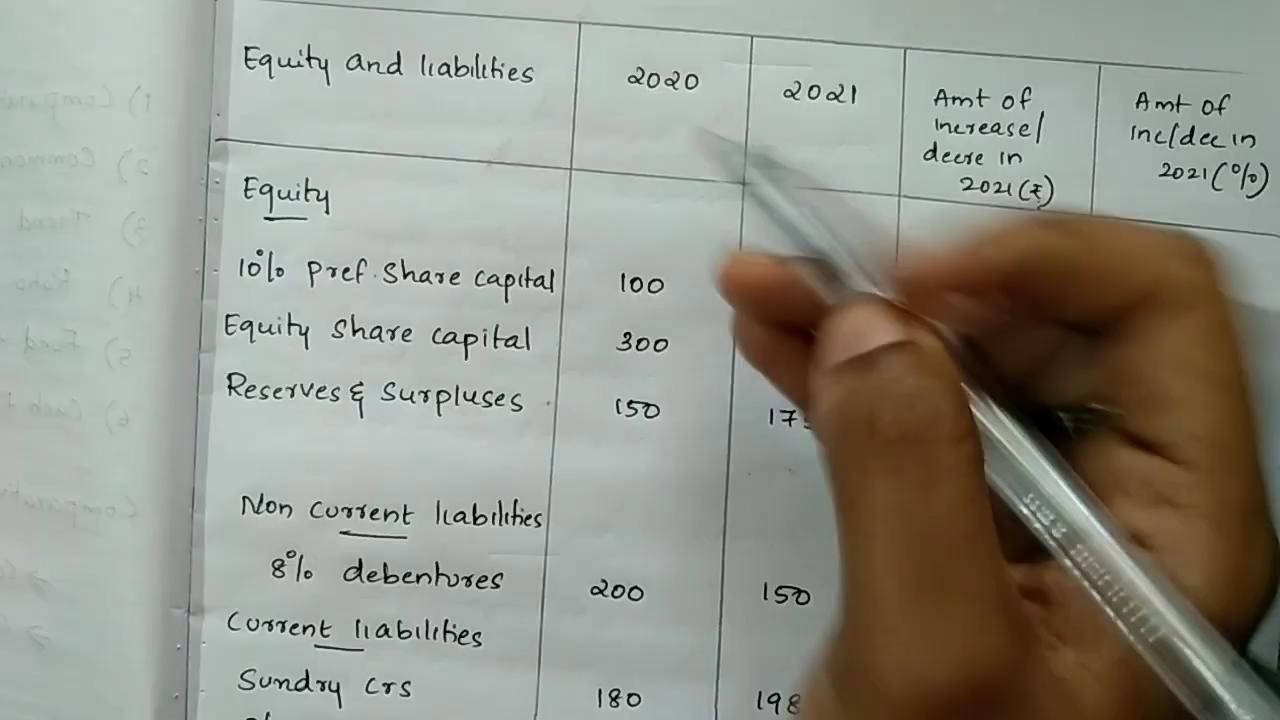 Equity and liabilities 2020 2021 Amt of increase/ decre in 2021 (₹) Amt of inc/dec in 2021 (%)
Equity
10% Pref. Share capital 100
Equity Share capital 300
Reserves & Surpluses 150
Non current liabilities
8% debentures 200 150
Current liabilities
Sundry crs 180 198